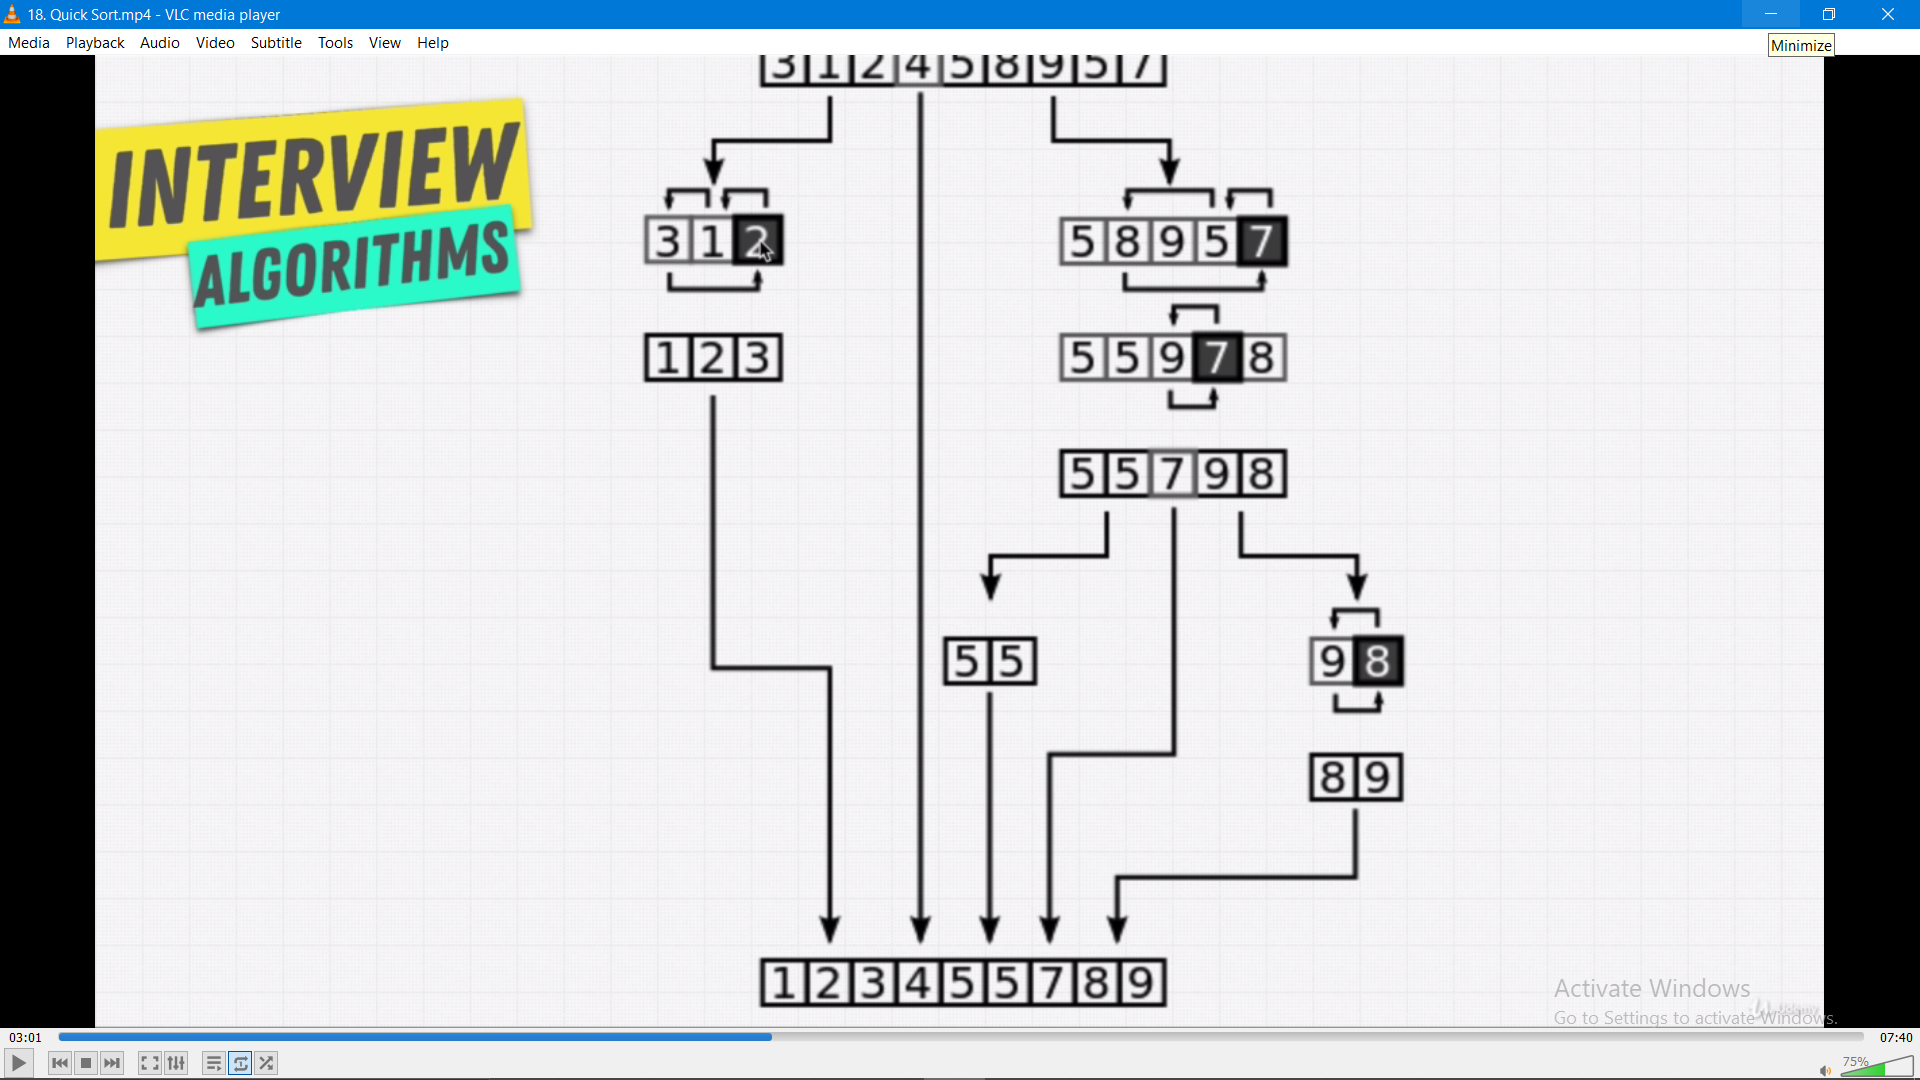 18. Quick Sort.mp4 - VLC media player
Media Playback Audio Video Subtitle Tools View Help
Minimize
3 1 2 4 5 8 9 5 7
INTERVIEW
ALGORITHMS
3 1 2
5 8 9 5 7
1 2 3
5 5 9 7 8
5 5 7 9 8
5 5
9 8
8 9
1 2 3 4 5 5 7 8 9
Activate Windows
Go to Settings to activate Windows.
03:01
07:40
75%